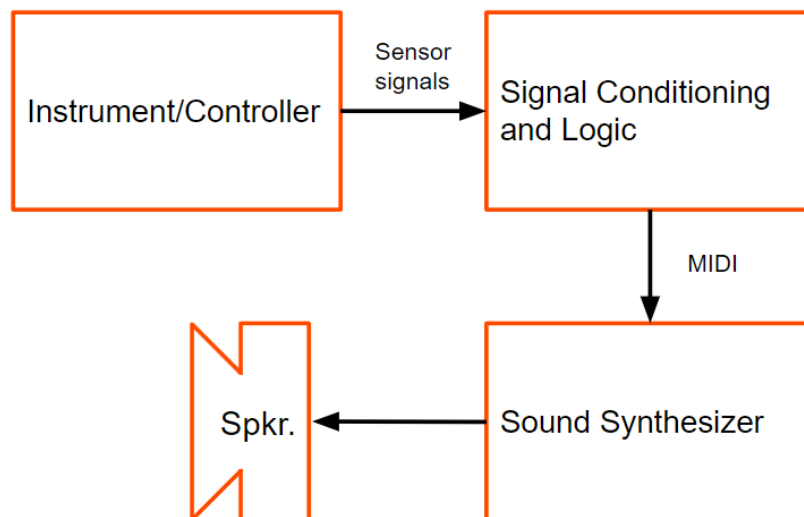 Instrument/Controller
Sensor
signals
Signal Conditioning
and Logic
MIDI
Sound Synthesizer
Spkr.